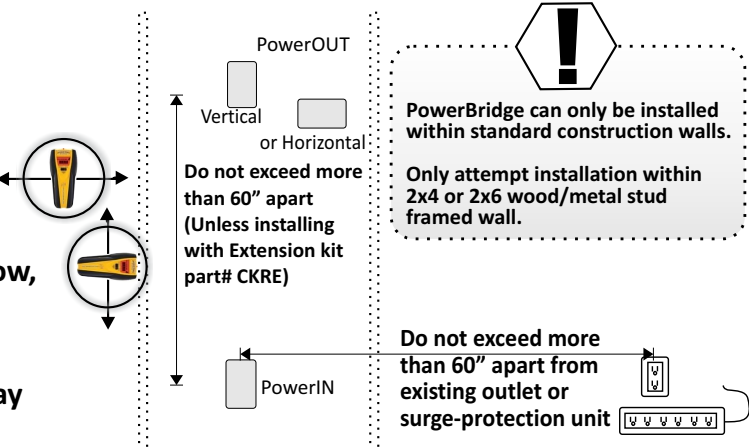 PowerOUT
Vertical
or Horizontal
Do not exceed more
than 60” apart
(Unless installing
with Extension kit
part# CKRE)
PowerIN
PowerBridge can only be installed
within standard construction walls.
Only attempt installation within
2x4 or 2x6 wood/metal stud
framed wall.
Do not exceed more
than 60” apart from
existing outlet or
surge-protection unit